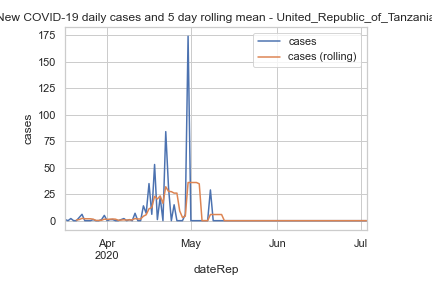 New COVID-19 daily cases and 5 day rolling mean - United_Republic_of_Tanzania
cases
cases (rolling)
175
150
125
100
75
50
25
0
cases
Apr
2020
May
Jun
Jul
dateRep